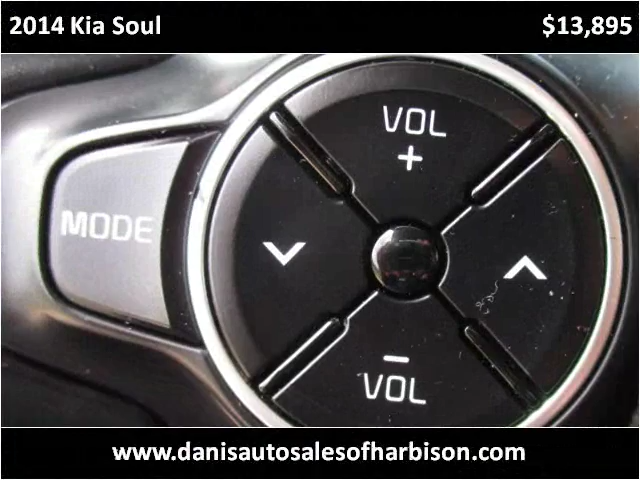 2014 Kia Soul
$13,895
VOL
+
MODE
−
VOL
www.danisautosalesofharbison.com